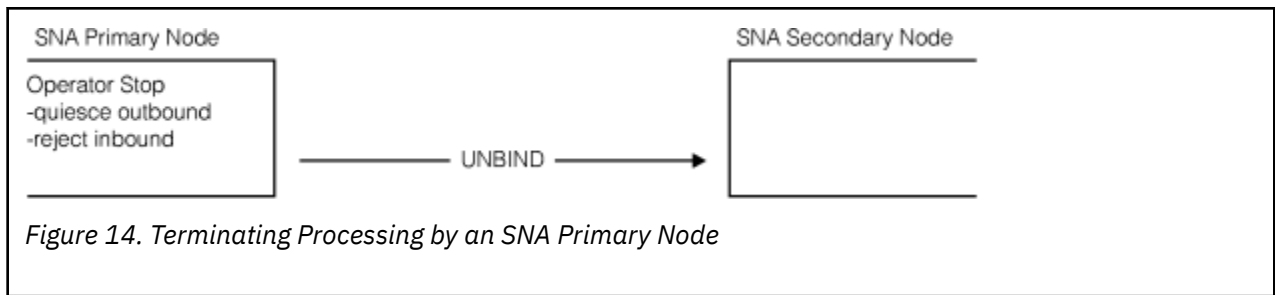 SNA Primary Node
SNA Secondary Node
Operator Stop
-quiesce outbound
-reject inbound
UNBIND
Figure 14. Terminating Processing by an SNA Primary Node